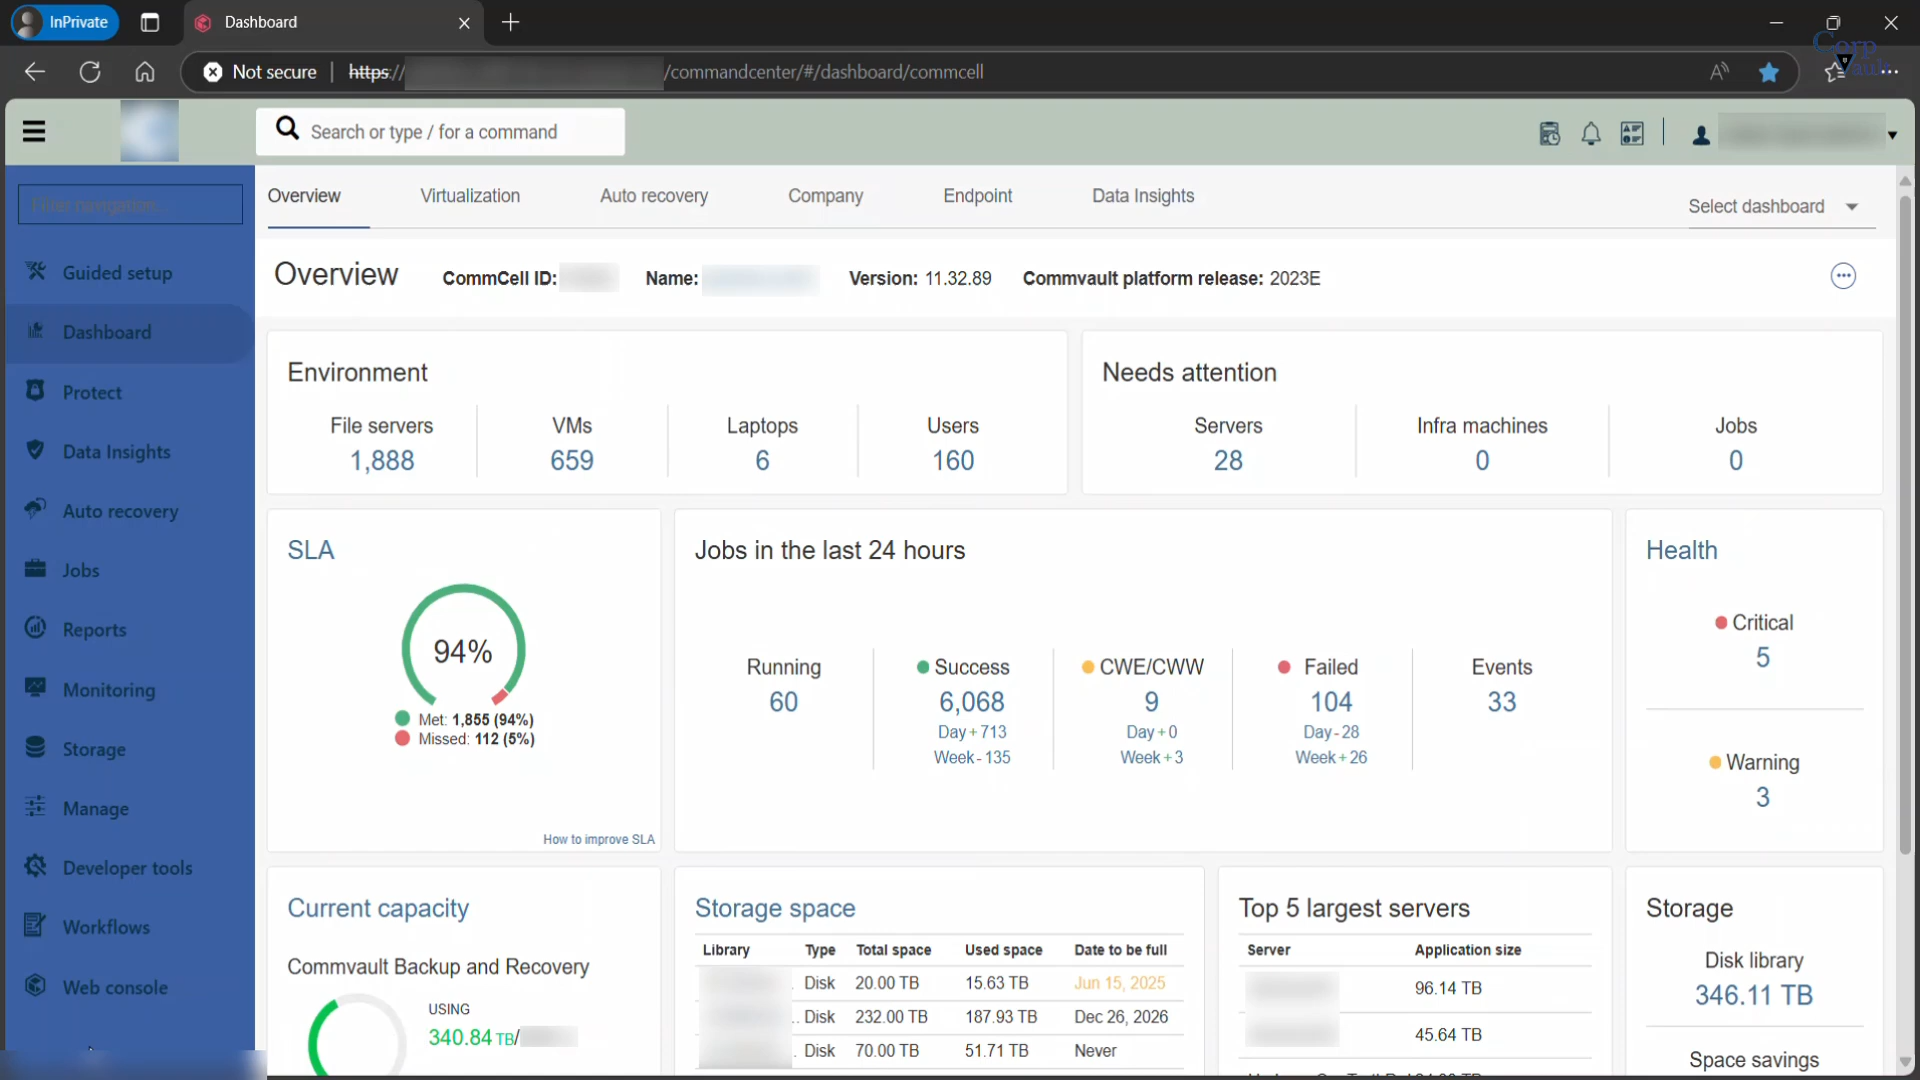 InPrivate
Dashboard
Not secure | https:// /commandcenter/#/dashboard/commcell
Corp Vault
Search or type / for a command
Filter navigation...
Guided setup
Dashboard
Protect
Data Insights
Auto recovery
Jobs
Reports
Monitoring
Storage
Manage
Developer tools
Workflows
Web console
Overview Virtualization Auto recovery Company Endpoint Data Insights
Select dashboard
Overview CommCell ID: Name: Version: 11.32.89 Commvault platform release: 2023E
Environment
File servers VMs Laptops Users
1,888 659 6 160
Needs attention
Servers Infra machines Jobs
28 0 0
SLA
94%
Met: 1,855 (94%)
Missed: 112 (5%)
How to improve SLA
Jobs in the last 24 hours
Running Success CWE/CWW Failed Events
60 6,068 9 104 33
Day+713 Day+0 Day-28
Week-135 Week+3 Week+26
Health
Critical
5
Warning
3
Current capacity
Commvault Backup and Recovery
USING
340.84 TB/
Storage space
Library Type Total space Used space Date to be full
. Disk 20.00 TB 15.63 TB Jun 15, 2025
.. Disk 232.00 TB 187.93 TB Dec 26, 2026
. Disk 70.00 TB 51.71 TB Never
Top 5 largest servers
Server Application size
96.14 TB
45.64 TB
Storage
Disk library
346.11 TB
Space savings